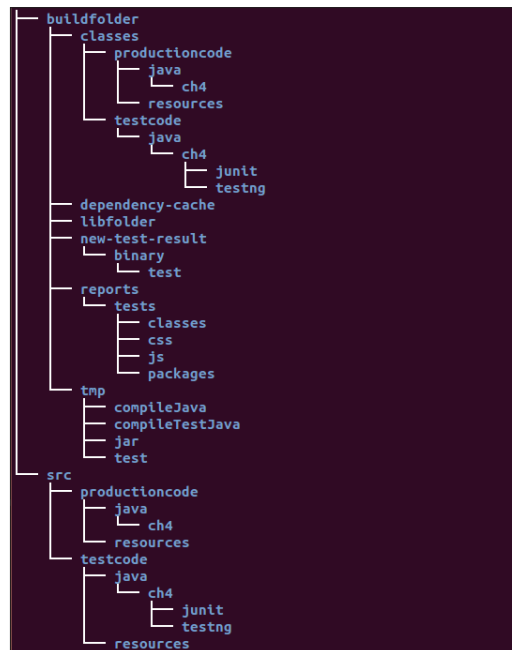 buildfolder
classes
productioncode
java
ch4
resources
testcode
java
ch4
junit
testng
dependency-cache
libfolder
new-test-result
binary
test
reports
tests
classes
css
js
packages
tmp
compileJava
compileTestJava
jar
test
src
productioncode
java
ch4
resources
testcode
java
ch4
junit
testng
resources